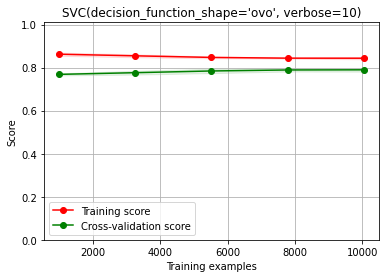 SVC(decision_function_shape='ovo', verbose=10)
1.0
0.8
0.6
0.4
0.2
0.0
Score
Training score
Cross-validation score
2000 4000 6000 8000 10000
Training examples